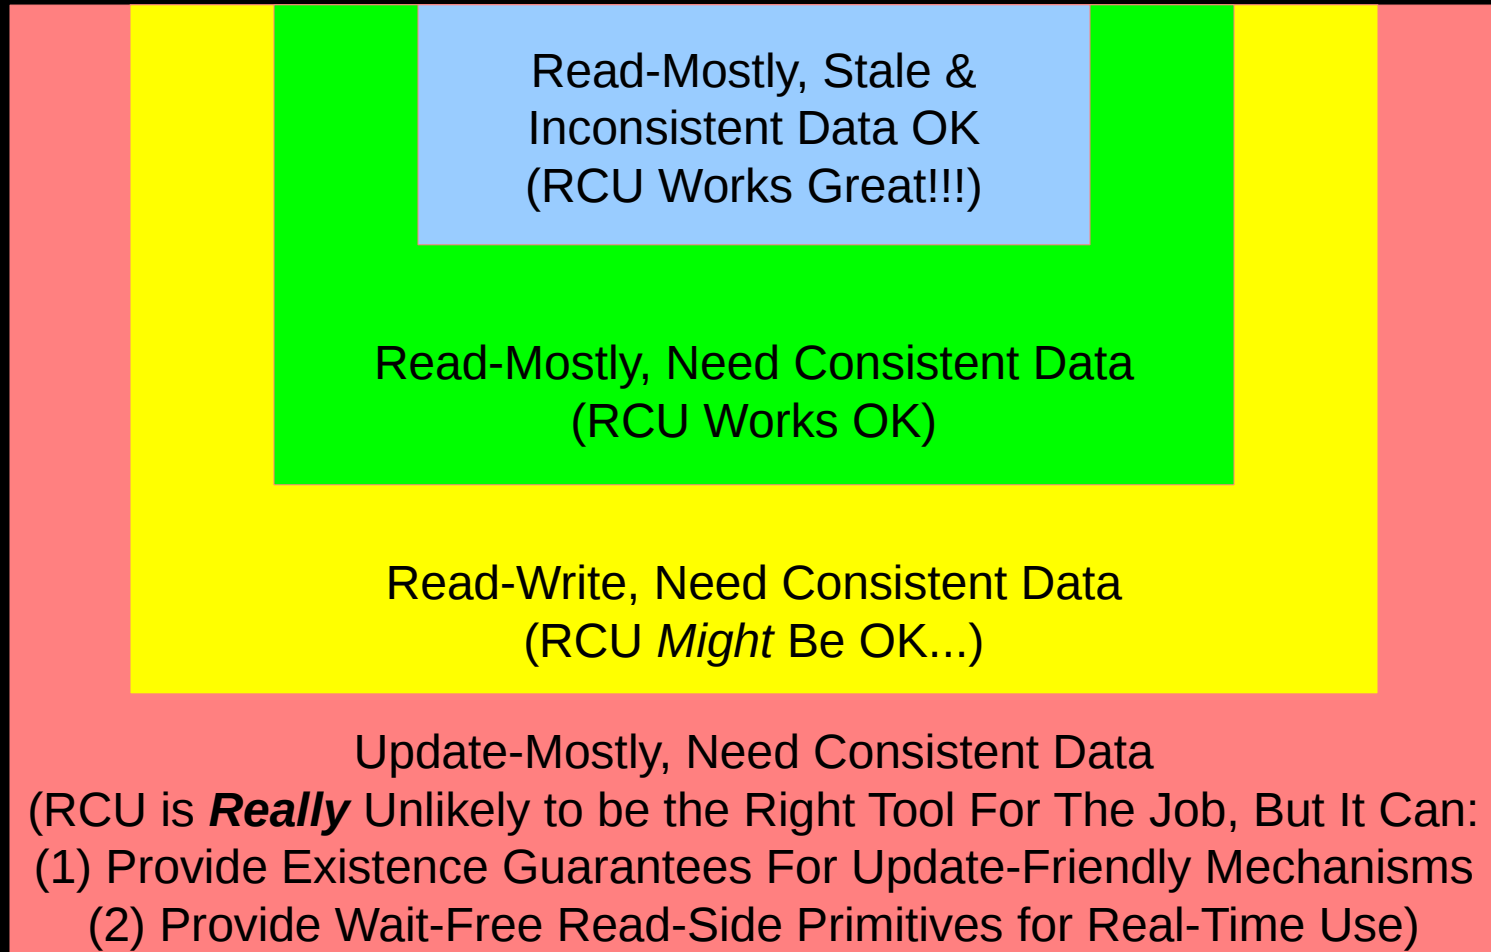 Read-Mostly, Stale &
Inconsistent Data OK
(RCU Works Great!!!)
Read-Mostly, Need Consistent Data
(RCU Works OK)
Read-Write, Need Consistent Data
(RCU Might Be OK...)
Update-Mostly, Need Consistent Data
(RCU is Really Unlikely to be the Right Tool For The Job, But It Can:
(1) Provide Existence Guarantees For Update-Friendly Mechanisms
(2) Provide Wait-Free Read-Side Primitives for Real-Time Use)